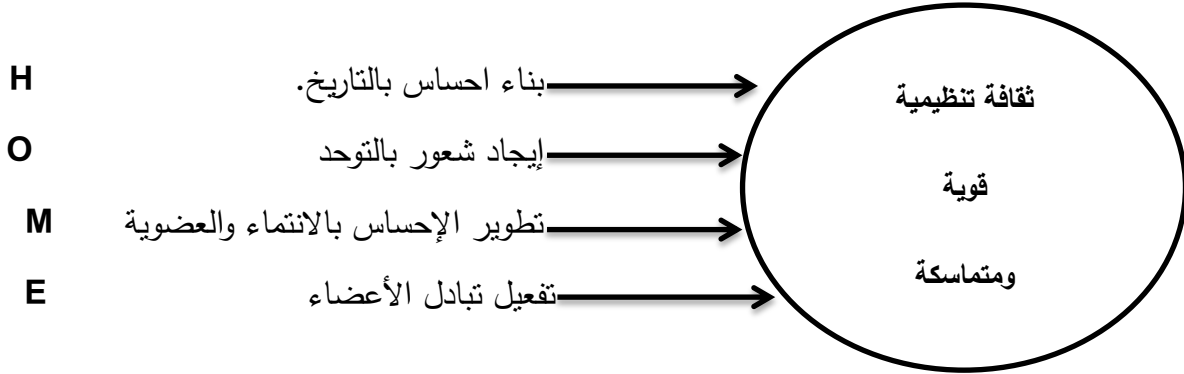 بناء احساس بالتاريخ. H
إيجاد شعور بالتوحد O
تطوير الإحساس بالانتماء والعضوية M
تفعيل تبادل الأعضاء E
ثقافة تنظيمية
قوية
ومتماسكة